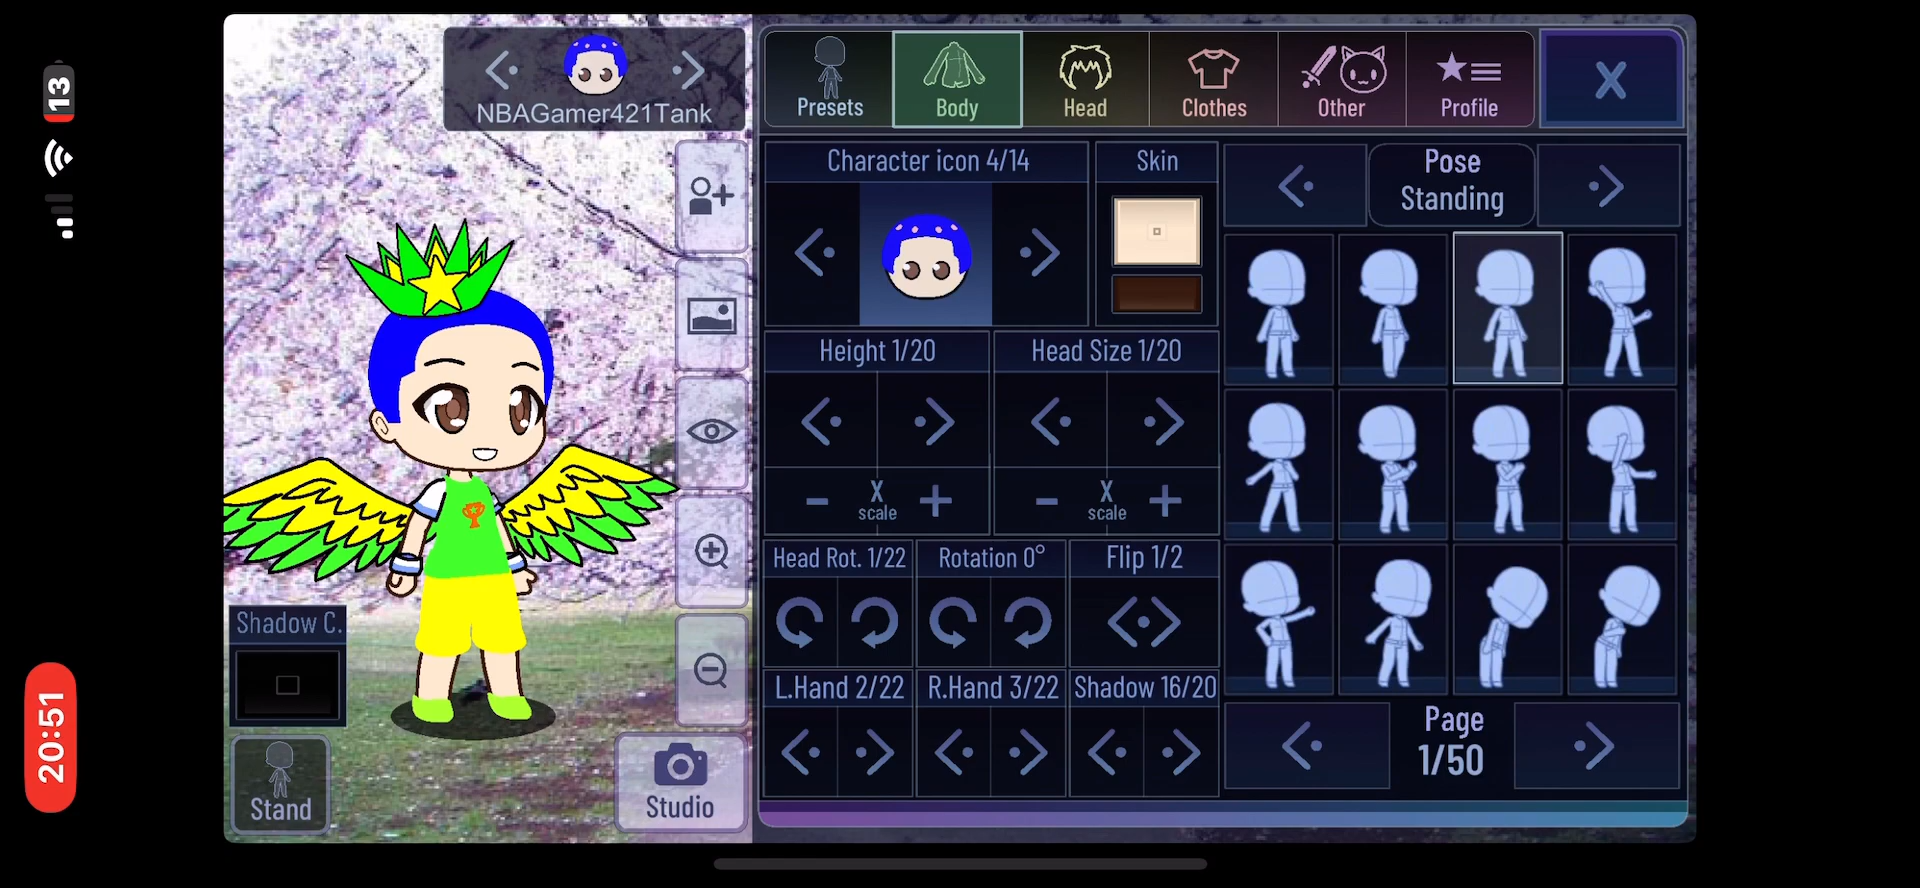 13
20:51
NBAGamer421Tank
Shadow C.
Stand
Studio
Presets
Body
Head
Clothes
Other
Profile
X
Character icon 4/14
Skin
Pose
Standing
Height 1/20
Head Size 1/20
X
scale
X
scale
Head Rot. 1/22
Rotation 0°
Flip 1/2
L.Hand 2/22
R.Hand 3/22
Shadow 16/20
Page
1/50